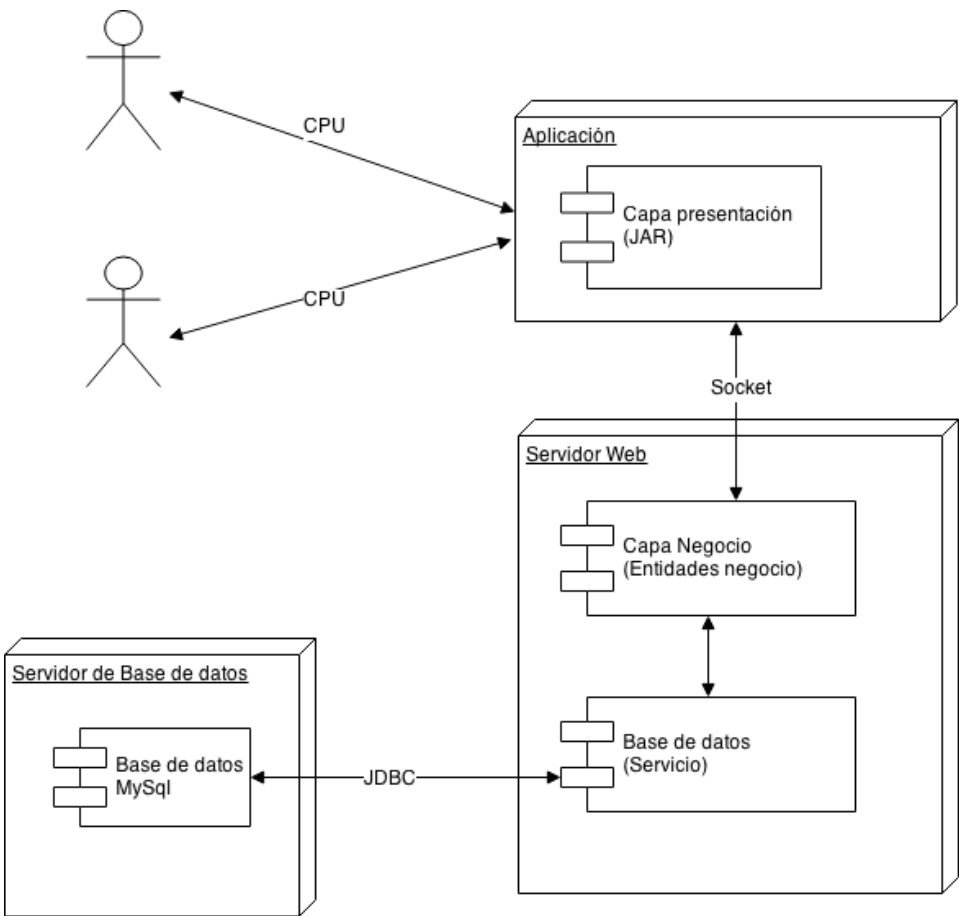 CPU
Aplicación
Capa presentación
(JAR)
CPU
Socket
Servidor Web
Capa Negocio
(Entidades negocio)
Servidor de Base de datos
Base de datos
MySql
JDBC
Base de datos
(Servicio)